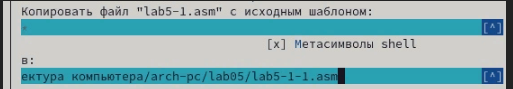 Копировать файл "lab5-1.asm" с исходным шаблоном:
* [^]
[x] Метасимволы shell
в:
ектура компьютера/arch-pc/lab05/lab5-1-1.asm [^]